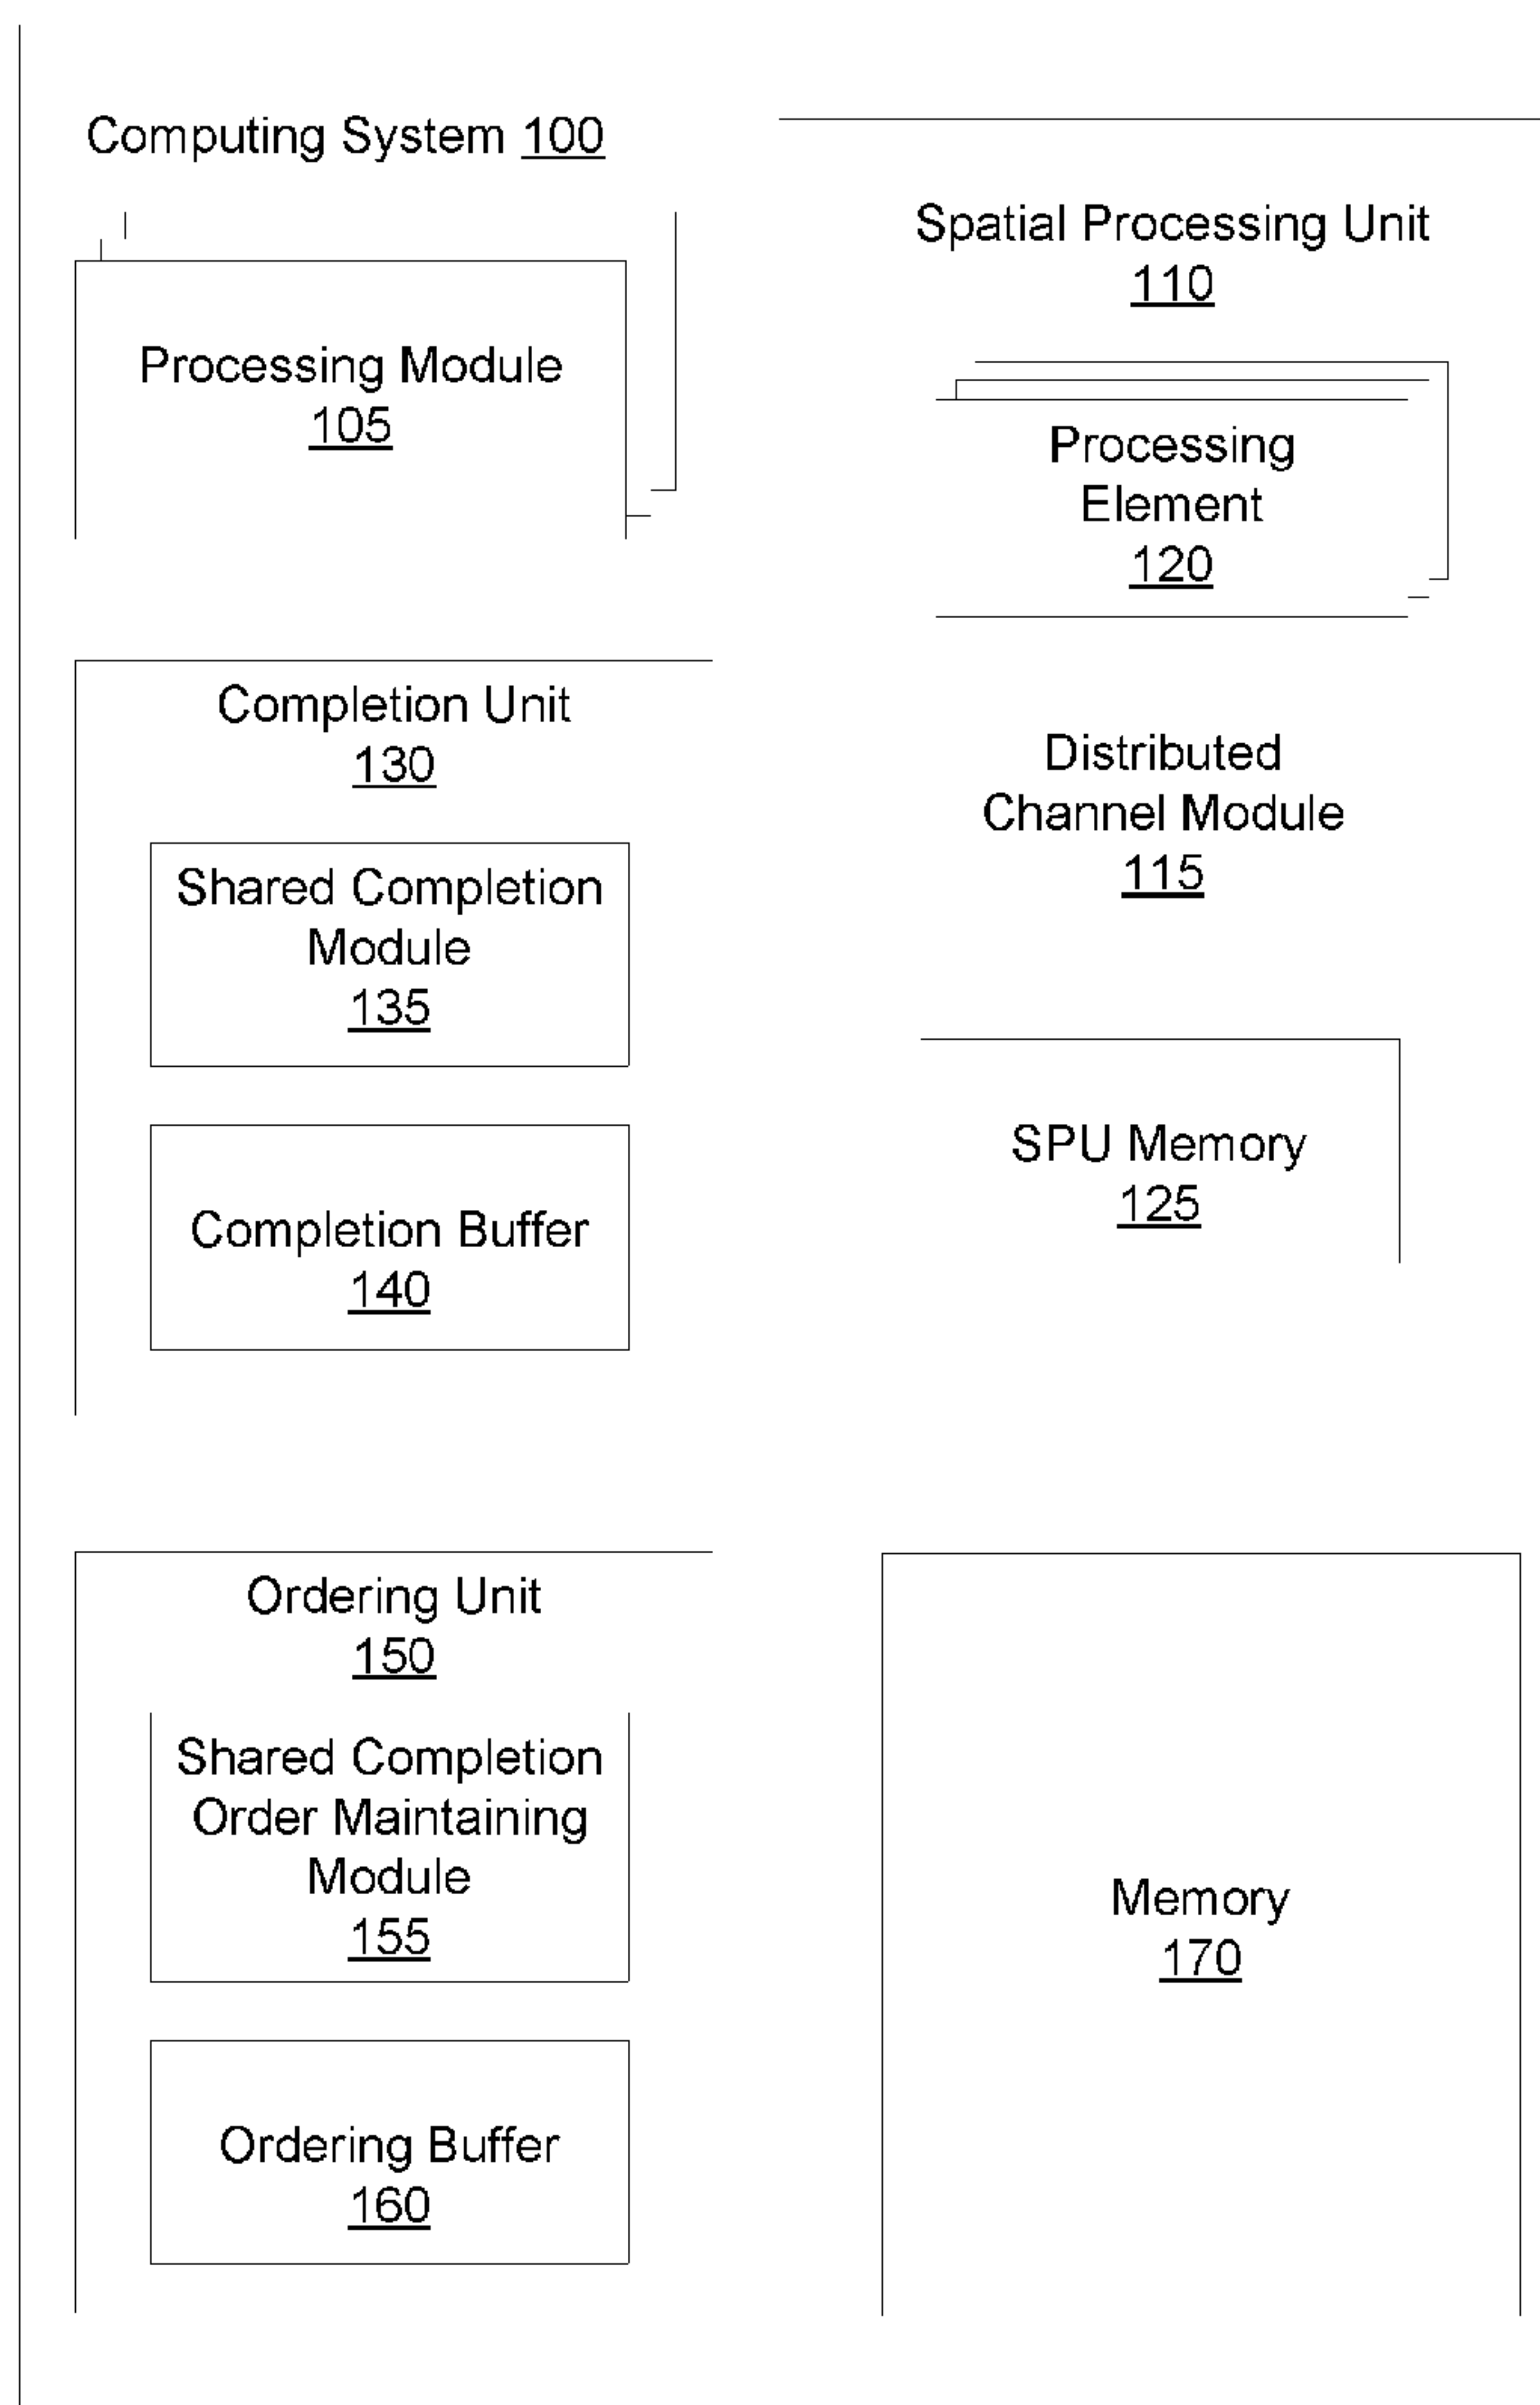 Computing System 100
Processing Module
105
Completion Unit
130
Shared Completion
Module
135
Completion Buffer
140
Ordering Unit
150
Shared Completion
Order Maintaining
Module
155
Ordering Buffer
160
Spatial Processing Unit
110
Processing
Element
120
Distributed
Channel Module
115
SPU Memory
125
Memory
170